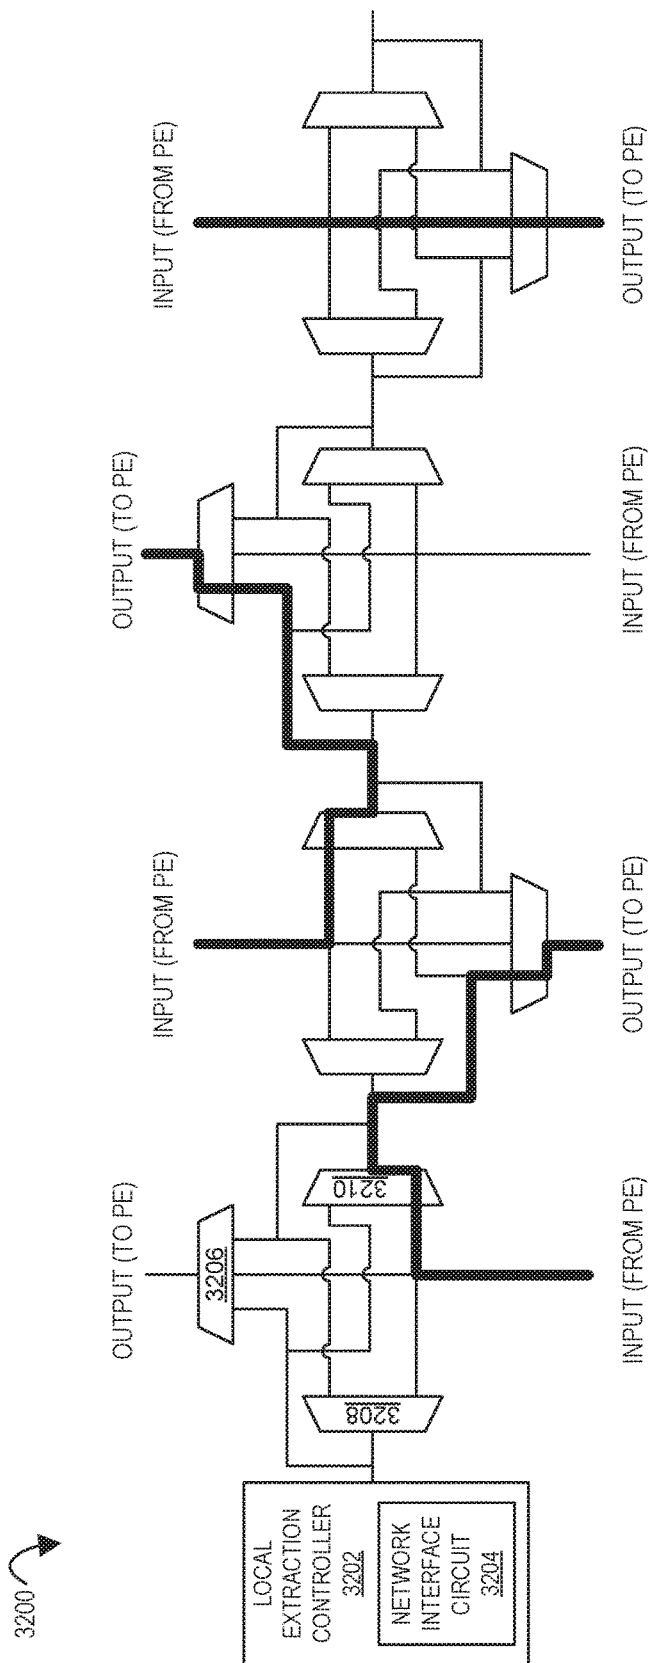 3200
LOCAL
EXTRACTION
CONTROLLER
3202
NETWORK
INTERFACE
CIRCUIT
3204
OUTPUT (TO PE)
3206
3208
3210
INPUT (FROM PE)
INPUT (FROM PE)
OUTPUT (TO PE)
OUTPUT (TO PE)
INPUT (FROM PE)
INPUT (FROM PE)
OUTPUT (TO PE)